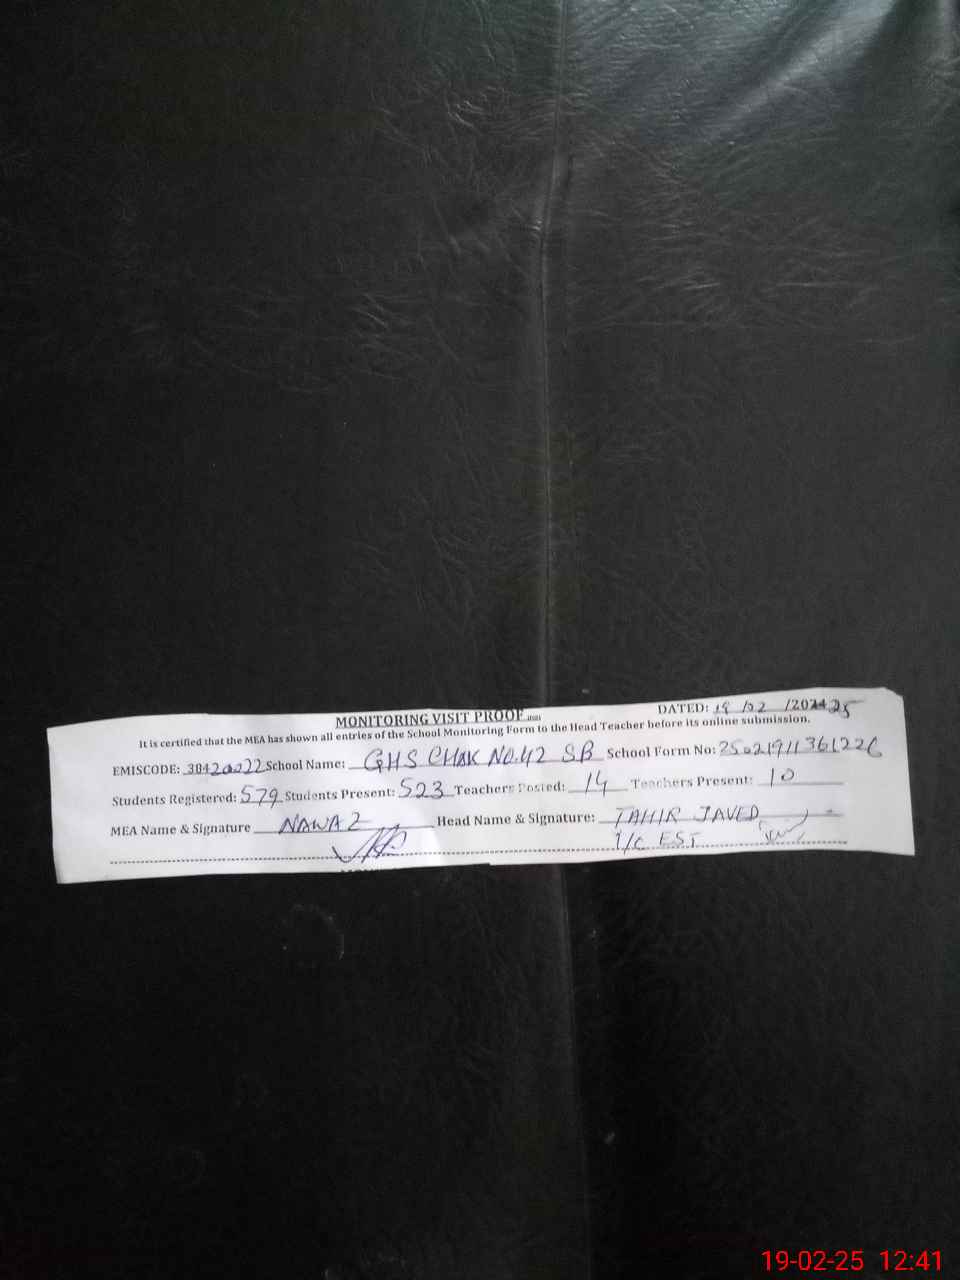 MONITORING VISIT PROOF
DATED: 19/02/202425
It is certified that the MEA has shown all entries of the School Monitoring Form to the Head Teacher before its online submission.
EMISCODE: 38420022 School Name: GHS CHAK NO.42 SB School Form No: 25021911361226
Students Registered: 579 Students Present: 523 Teachers Posted: 14 Teachers Present: 10
MEA Name & Signature NAWAZ Head Name & Signature: TAHIR JAVED
I/C EST
19-02-25 12:41